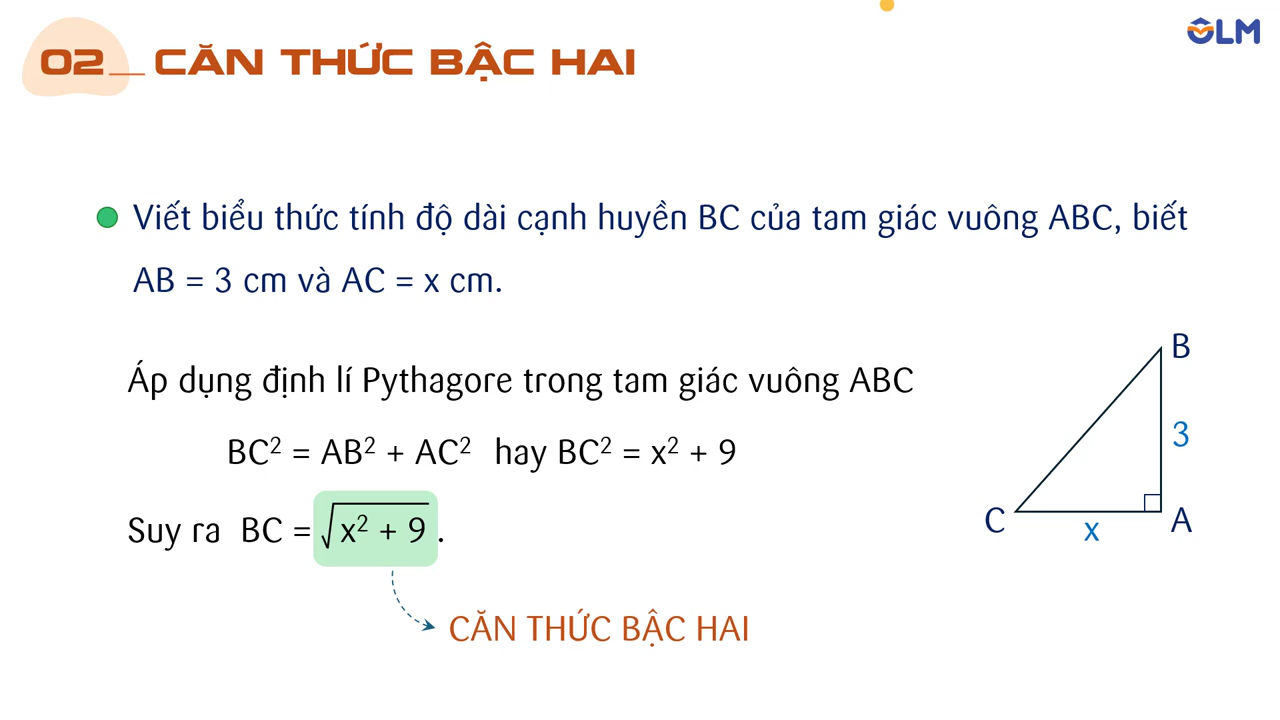 02_ CĂN THỨC BẬC HAI
OLM
Viết biểu thức tính độ dài cạnh huyền BC của tam giác vuông ABC, biết
AB = 3 cm và AC = x cm.
Áp dụng định lí Pythagore trong tam giác vuông ABC
BC² = AB² + AC² hay BC² = x² + 9
Suy ra BC = √(x² + 9).
CĂN THỨC BẬC HAI
B
3
C
x
A